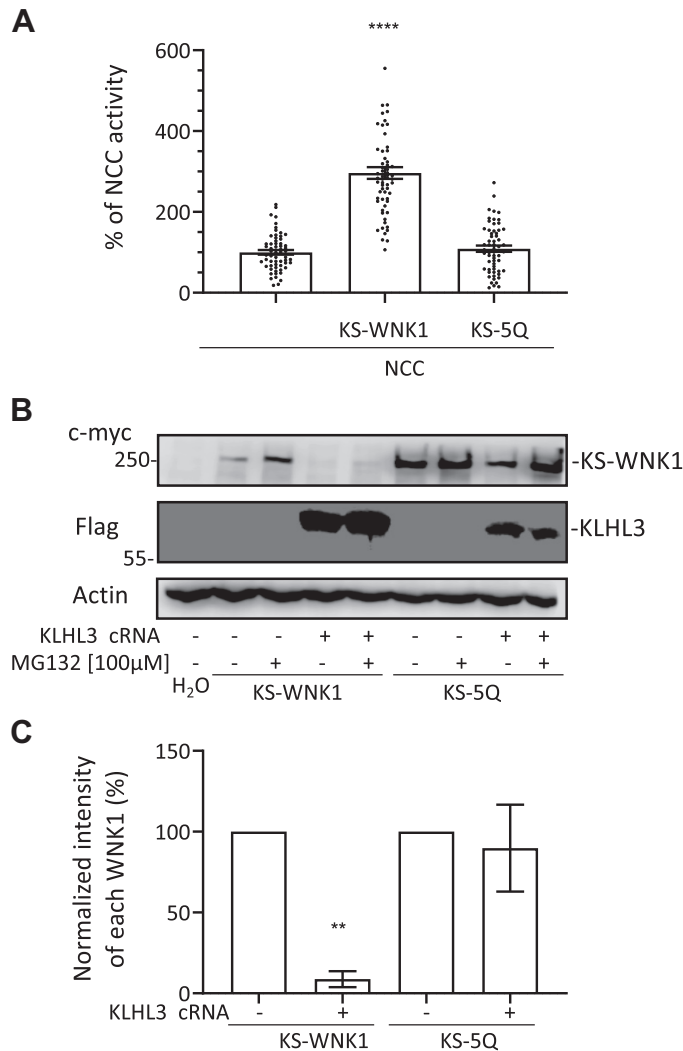 A
****
600
400
200
0
% of NCC activity
KS-WNK1 KS-5Q
NCC
B
c-myc
250-
-KS-WNK1
Flag
-KLHL3
55-
Actin
KLHL3 cRNA - - - + + - - + +
MG132 [100µM] - - + - + - + - +
H₂O KS-WNK1 KS-5Q
C
150
100
50
0
Normalized intensity
of each WNK1 (%)
**
KLHL3 cRNA - + - +
KS-WNK1 KS-5Q